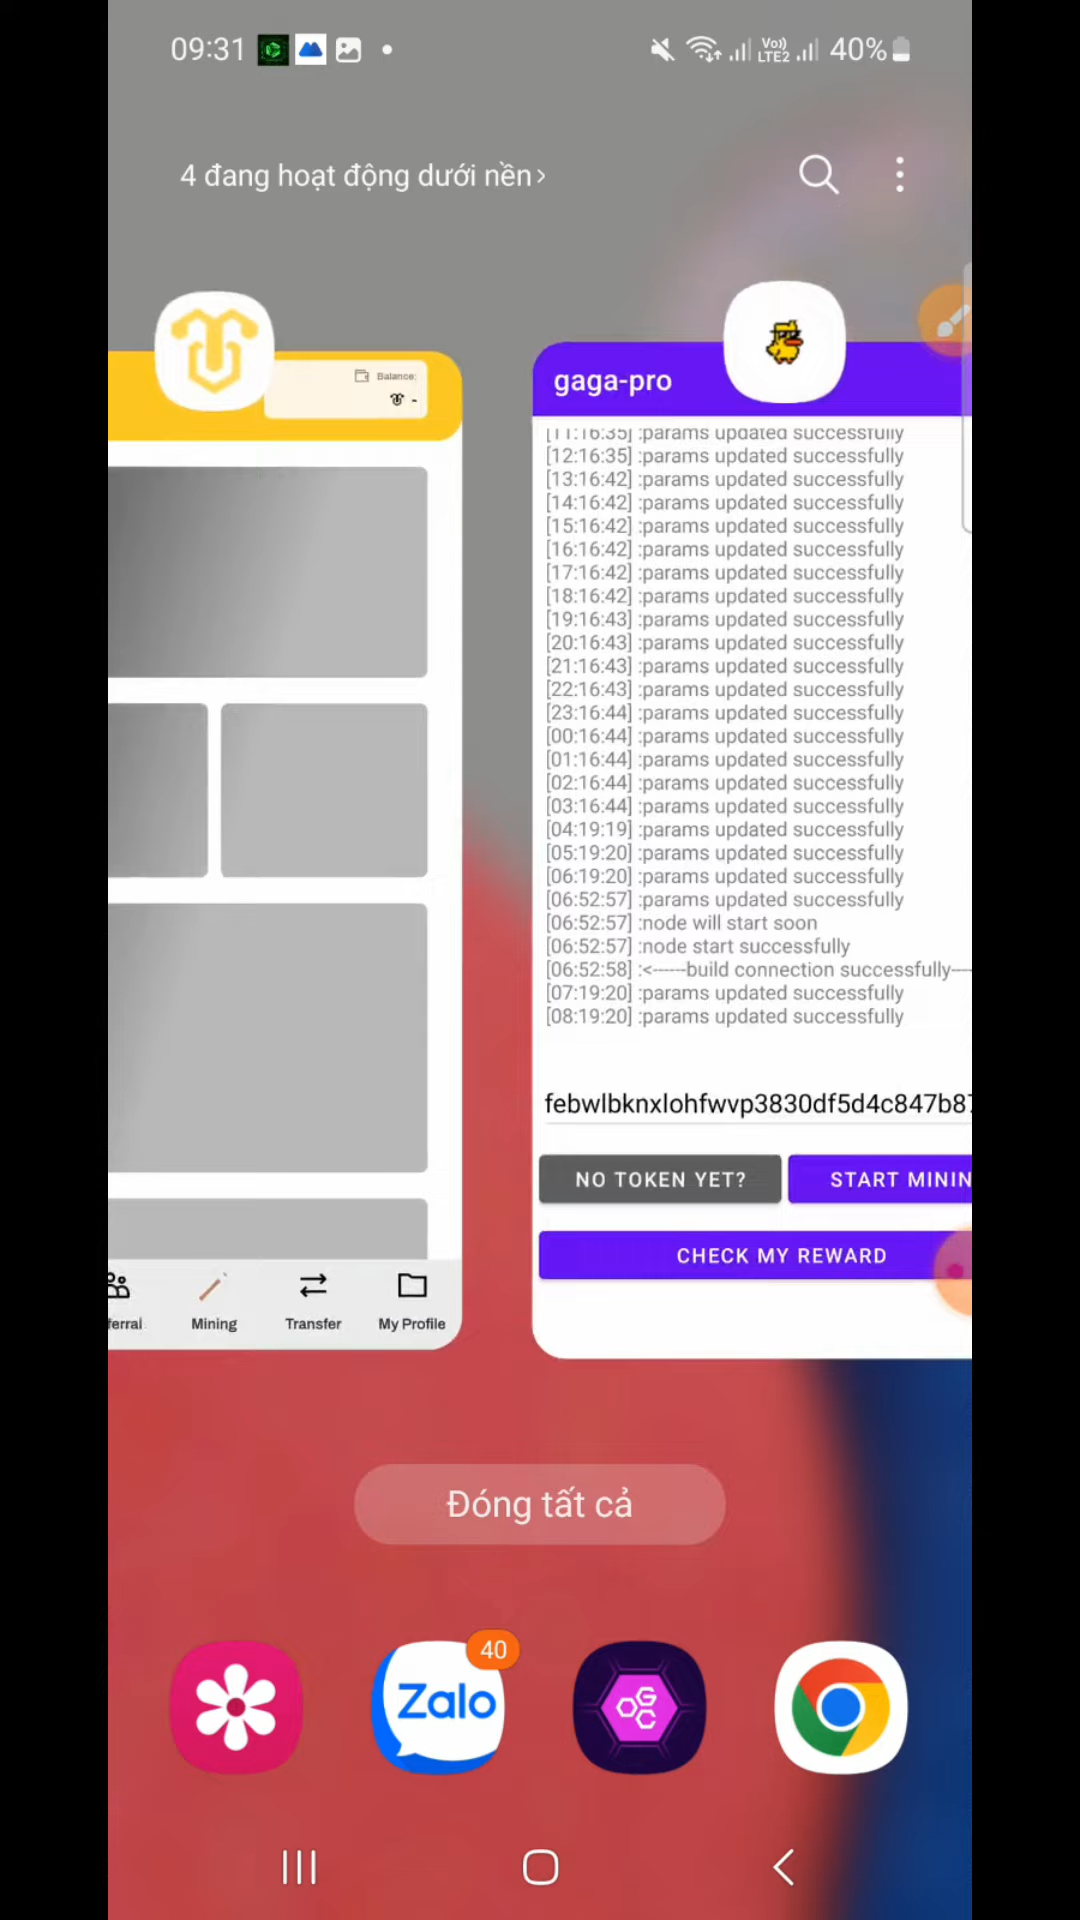 09:31
Vo))
LTE2
40%
4 đang hoạt động dưới nền>
Balance:
-
gaga-pro
[11:16:35] :params updated successfully
[12:16:35] :params updated successfully
[13:16:42] :params updated successfully
[14:16:42] :params updated successfully
[15:16:42] :params updated successfully
[16:16:42] :params updated successfully
[17:16:42] :params updated successfully
[18:16:42] :params updated successfully
[19:16:43] :params updated successfully
[20:16:43] :params updated successfully
[21:16:43] :params updated successfully
[22:16:43] :params updated successfully
[23:16:44] :params updated successfully
[00:16:44] :params updated successfully
[01:16:44] :params updated successfully
[02:16:44] :params updated successfully
[03:16:44] :params updated successfully
[04:19:19] :params updated successfully
[05:19:20] :params updated successfully
[06:19:20] :params updated successfully
[06:52:57] :params updated successfully
[06:52:57] :node will start soon
[06:52:57] :node start successfully
[06:52:58] :<------build connection successfully----
[07:19:20] :params updated successfully
[08:19:20] :params updated successfully
febwlbknxlohfwvp3830df5d4c847b87
NO TOKEN YET?
START MININ
CHECK MY REWARD
ferral
Mining
Transfer
My Profile
Đóng tất cả
40
Zalo
OGC